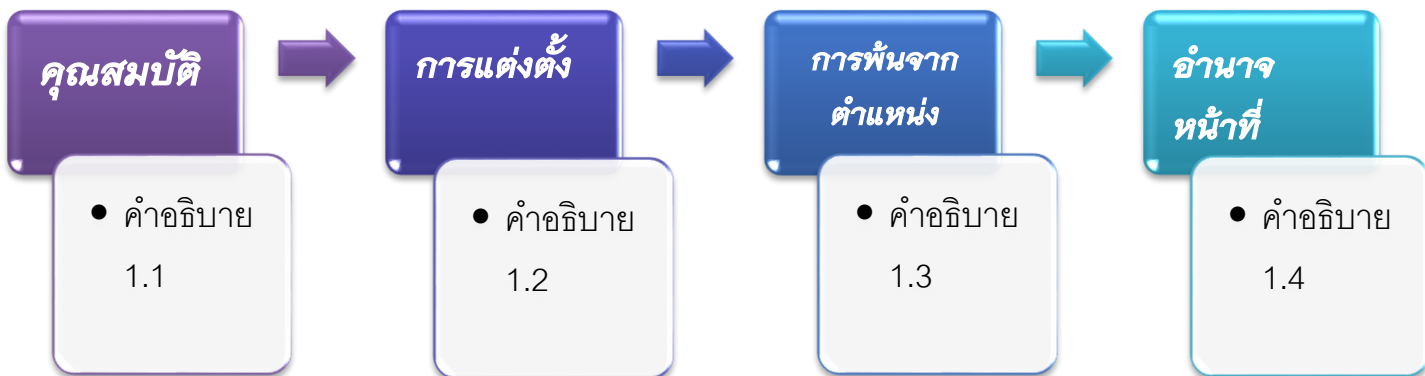 คุณสมบัติ
• คำอธิบาย
1.1
การแต่งตั้ง
• คำอธิบาย
1.2
การพ้นจาก
ตำแหน่ง
• คำอธิบาย
1.3
อำนาจ
หน้าที่
• คำอธิบาย
1.4